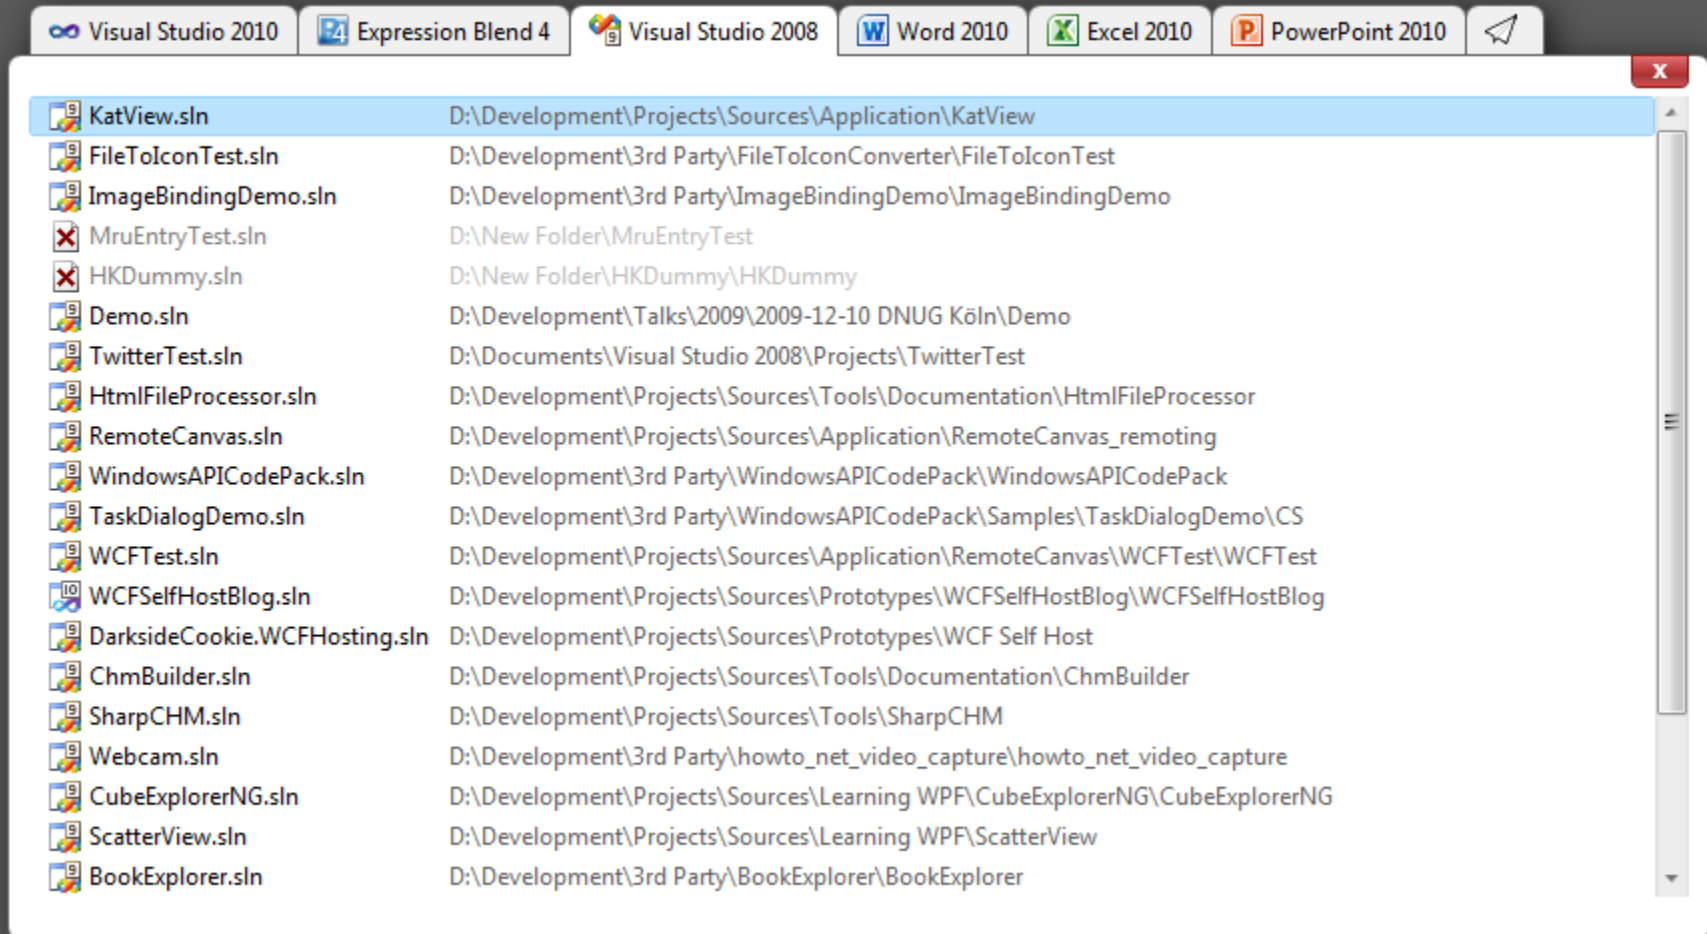 Visual Studio 2010 Expression Blend 4 Visual Studio 2008 Word 2010 Excel 2010 PowerPoint 2010
x
KatView.sln D:\Development\Projects\Sources\Application\KatView
FileToIconTest.sln D:\Development\3rd Party\FileToIconConverter\FileToIconTest
ImageBindingDemo.sln D:\Development\3rd Party\ImageBindingDemo\ImageBindingDemo
MruEntryTest.sln D:\New Folder\MruEntryTest
HKDummy.sln D:\New Folder\HKDummy\HKDummy
Demo.sln D:\Development\Talks\2009\2009-12-10 DNUG Köln\Demo
TwitterTest.sln D:\Documents\Visual Studio 2008\Projects\TwitterTest
HtmlFileProcessor.sln D:\Development\Projects\Sources\Tools\Documentation\HtmlFileProcessor
RemoteCanvas.sln D:\Development\Projects\Sources\Application\RemoteCanvas_remoting
WindowsAPICodePack.sln D:\Development\3rd Party\WindowsAPICodePack\WindowsAPICodePack
TaskDialogDemo.sln D:\Development\3rd Party\WindowsAPICodePack\Samples\TaskDialogDemo\CS
WCFTest.sln D:\Development\Projects\Sources\Application\RemoteCanvas\WCFTest\WCFTest
WCFSelfHostBlog.sln D:\Development\Projects\Sources\Prototypes\WCFSelfHostBlog\WCFSelfHostBlog
DarksideCookie.WCFHosting.sln D:\Development\Projects\Sources\Prototypes\WCF Self Host
ChmBuilder.sln D:\Development\Projects\Sources\Tools\Documentation\ChmBuilder
SharpCHM.sln D:\Development\Projects\Sources\Tools\SharpCHM
Webcam.sln D:\Development\3rd Party\howto_net_video_capture\howto_net_video_capture
CubeExplorerNG.sln D:\Development\Projects\Sources\Learning WPF\CubeExplorerNG\CubeExplorerNG
ScatterView.sln D:\Development\Projects\Sources\Learning WPF\ScatterView
BookExplorer.sln D:\Development\3rd Party\BookExplorer\BookExplorer